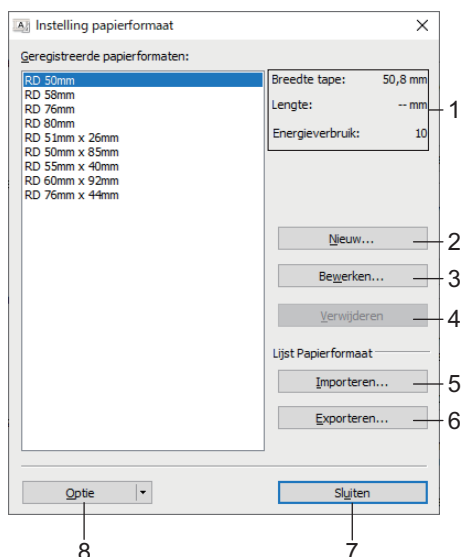 Instelling papierformaat
Geregistreerde papierformaten:
RD 50mm
RD 58mm
RD 76mm
RD 80mm
RD 51mm x 26mm
RD 50mm x 85mm
RD 55mm x 40mm
RD 60mm x 92mm
RD 76mm x 44mm
Breedte tape: 50,8 mm
Lengte: -- mm
Energieverbruik: 10
1
Nieuw... 2
Bewerken... 3
Verwijderen 4
Lijst Papierformaat
Importeren... 5
Exporteren... 6
Optie
Sluiten
8
7